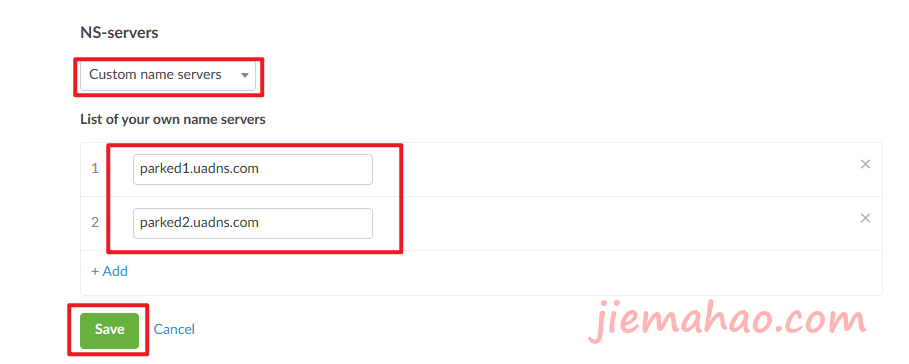 NS-servers
Custom name servers
List of your own name servers
1 parked1.uadns.com ×
2 parked2.uadns.com ×
+ Add
Save Cancel
jiemahao.com